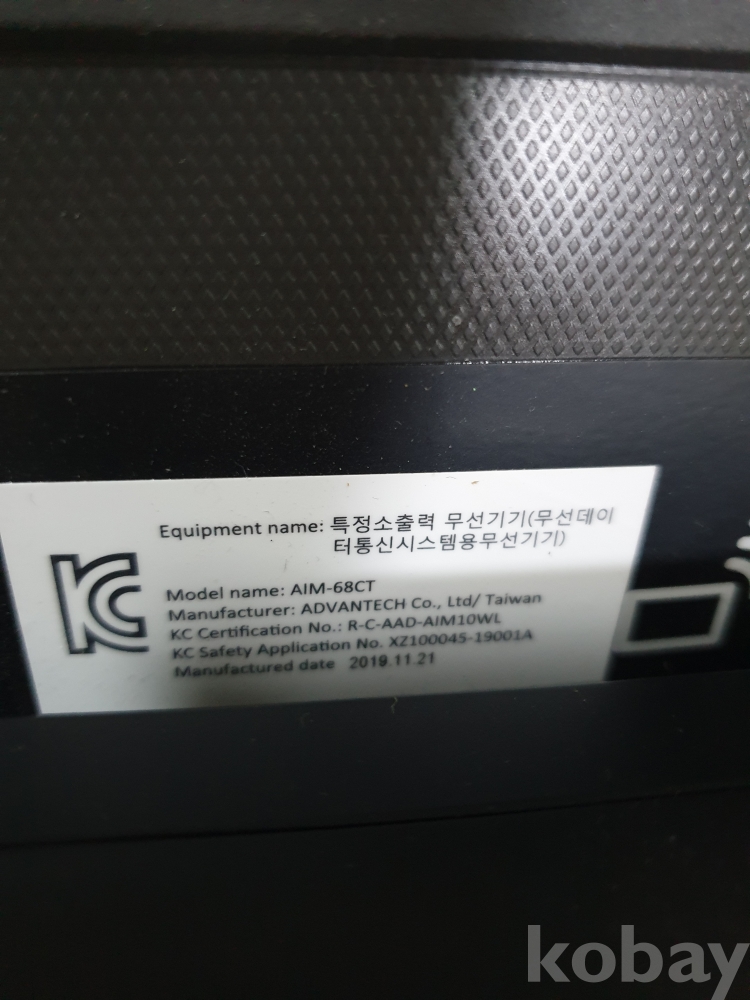 Equipment name: 특정소출력 무선기기(무선데이
터통신시스템용무선기기)
Model name: AIM-68CT
Manufacturer: ADVANTECH Co., Ltd/ Taiwan
KC Certification No.: R-C-AAD-AIM10WL
KC Safety Application No. XZ100045-19001A
Manufactured date 2019.11.21
kobay